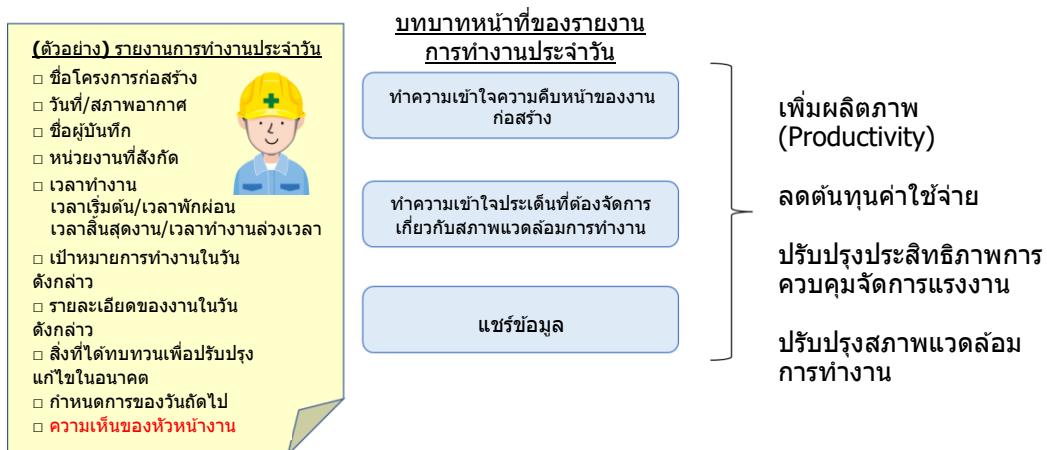 (ตัวอย่าง) รายงานการทำงานประจำวัน
□ ชื่อโครงการก่อสร้าง
□ วันที่/สภาพอากาศ
□ ชื่อผู้บันทึก
□ หน่วยงานที่สังกัด
□ เวลาทำงาน
เวลาเริ่มต้น/เวลาพักผ่อน
เวลาสิ้นสุดงาน/เวลาทำงานล่วงเวลา
□ เป้าหมายการทำงานในวัน
ดังกล่าว
□ รายละเอียดของงานในวัน
ดังกล่าว
□ สิ่งที่ได้ทบทวนเพื่อปรับปรุง
แก้ไขในอนาคต
□ กำหนดการของวันถัดไป
□ ความเห็นของหัวหน้างาน
บทบาทหน้าที่ของรายงาน
การทำงานประจำวัน
ทำความเข้าใจความคืบหน้าของงาน
ก่อสร้าง
ทำความเข้าใจประเด็นที่ต้องจัดการ
เกี่ยวกับสภาพแวดล้อมการทำงาน
แชร์ข้อมูล
เพิ่มผลิตภาพ
(Productivity)
ลดต้นทุนค่าใช้จ่าย
ปรับปรุงประสิทธิภาพการ
ควบคุมจัดการแรงงาน
ปรับปรุงสภาพแวดล้อม
การทำงาน